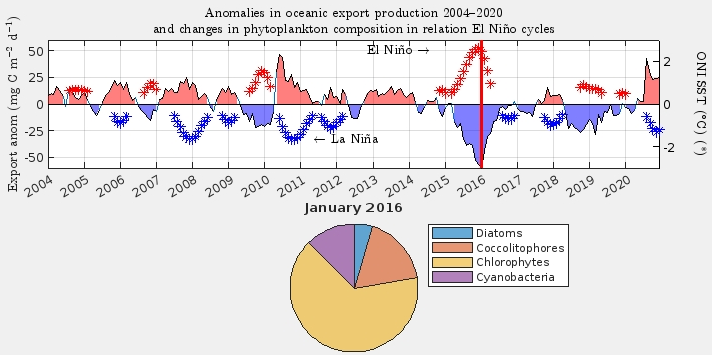 Anomalies in oceanic export production 2004–2020
and changes in phytoplankton composition in relation El Niño cycles
Export anom (mg C m⁻² d⁻¹)
50
25
0
-25
-50
El Niño →
← La Niña
2
0
-2
ONI SST (°C), (*)
2004 2005 2006 2007 2008 2009 2010 2011 2012 2013 2014 2015 2016 2017 2018 2019 2020
January 2016
Diatoms
Coccolitophores
Chlorophytes
Cyanobacteria